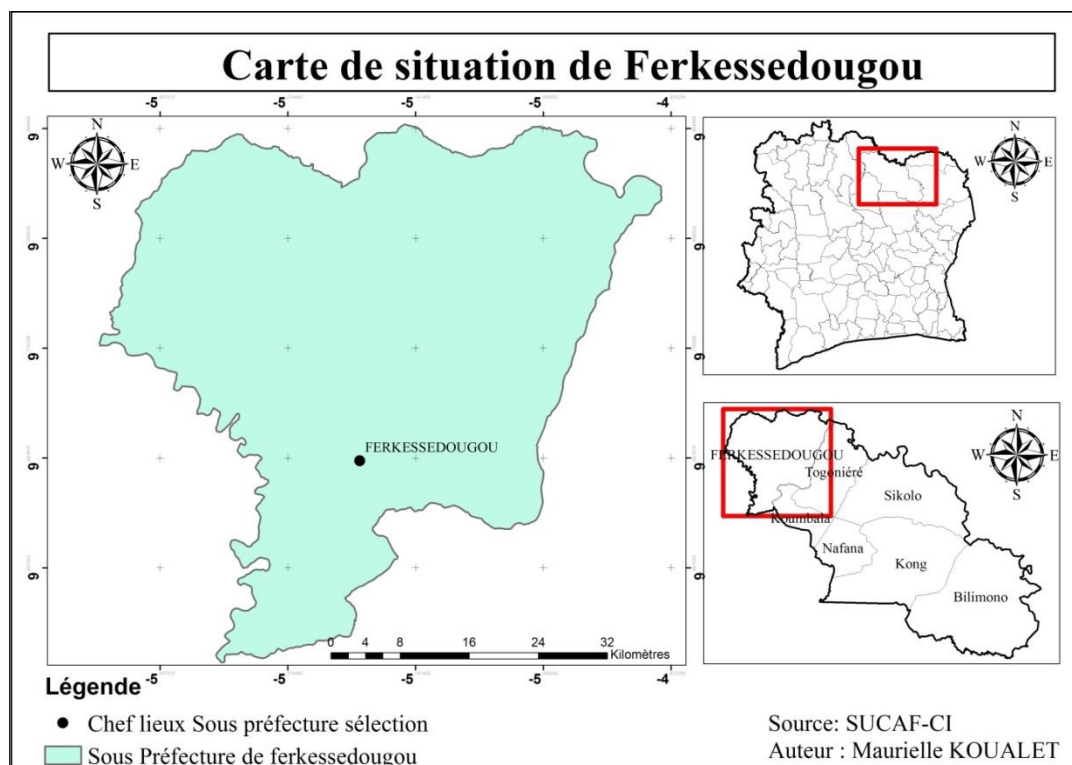 Carte de situation de Ferkessedougou
-5 -5 -5 -5 -4
9
9
9
9
9
-5 -5 -5 -5 -4
N
W E
S
FERKESSEDOUGOU
0 4 8 16 24 32
Kilomètres
N
W E
S
N
W E
S
FERKESSEDOUGOU
Togoniéré
Sikolo
Koumbala
Nafana
Kong
Bilimono
Légende
Chef lieux Sous préfecture sélection
Sous Préfecture de ferkessedougou
Source: SUCAF-CI
Auteur : Maurielle KOUALET